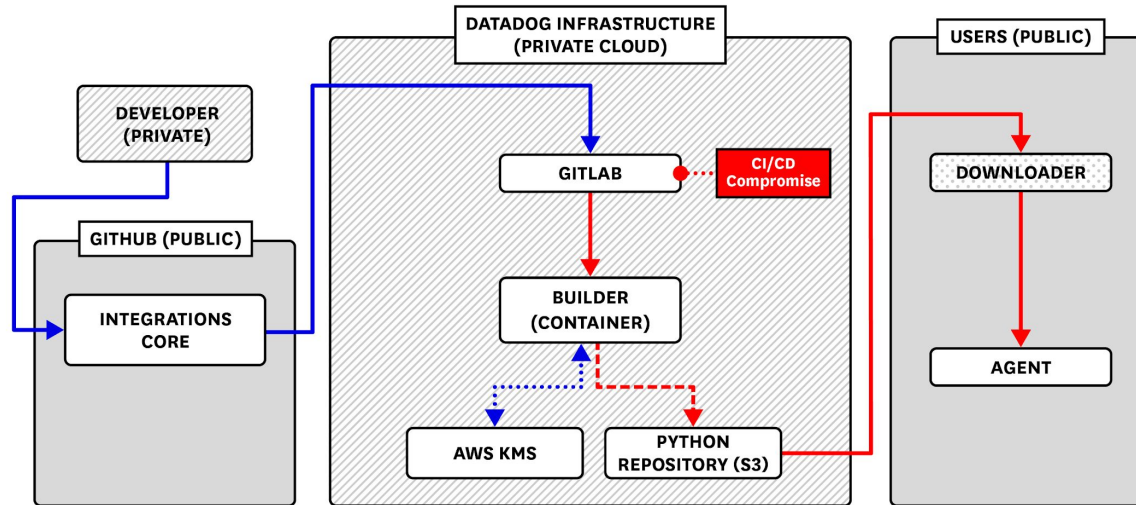 DATADOG INFRASTRUCTURE
(PRIVATE CLOUD)
USERS (PUBLIC)
DEVELOPER
(PRIVATE)
GITLAB
CI/CD
Compromise
DOWNLOADER
GITHUB (PUBLIC)
INTEGRATIONS
CORE
BUILDER
(CONTAINER)
AGENT
AWS KMS
PYTHON
REPOSITORY (S3)